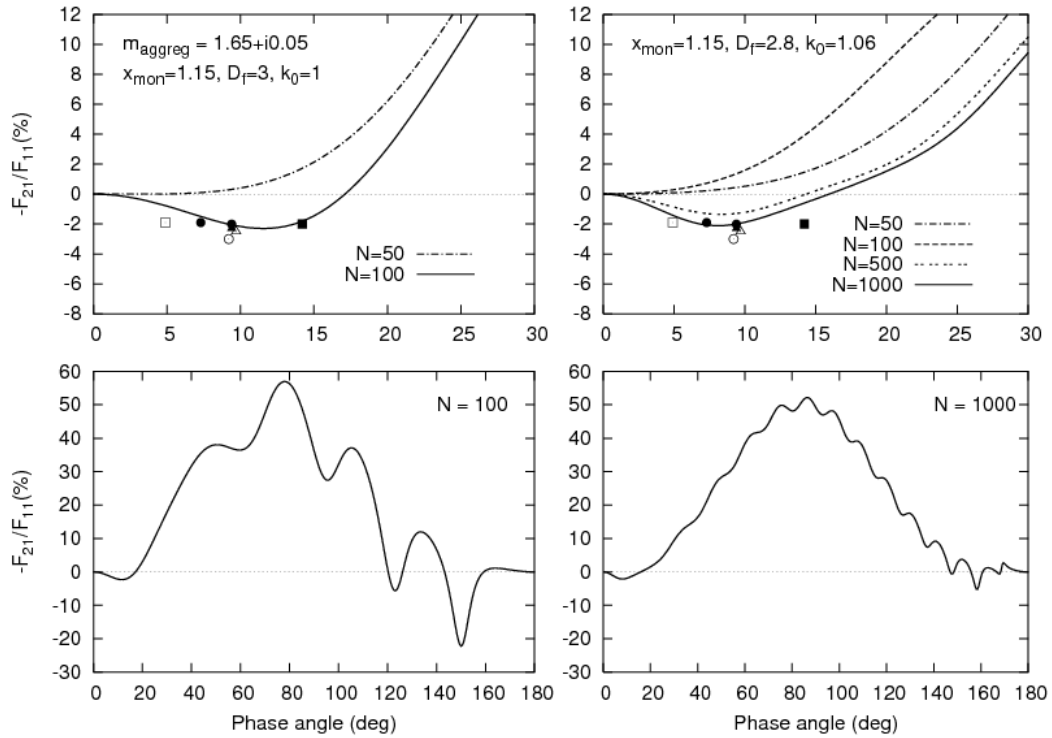 12
10
8
6
4
2
0
-2
-4
-6
-8
-F21/F11(%)
m_aggreg = 1.65+i0.05
x_mon=1.15, D_f=3, k_0=1
N=50
N=100
0 5 10 15 20 25 30
12
10
8
6
4
2
0
-2
-4
-6
-8
x_mon=1.15, D_f=2.8, k_0=1.06
N=50
N=100
N=500
N=1000
0 5 10 15 20 25 30
60
50
40
30
20
10
0
-10
-20
-30
-F21/F11(%)
N = 100
0 20 40 60 80 100 120 140 160 180
Phase angle (deg)
60
50
40
30
20
10
0
-10
-20
-30
N = 1000
0 20 40 60 80 100 120 140 160 180
Phase angle (deg)